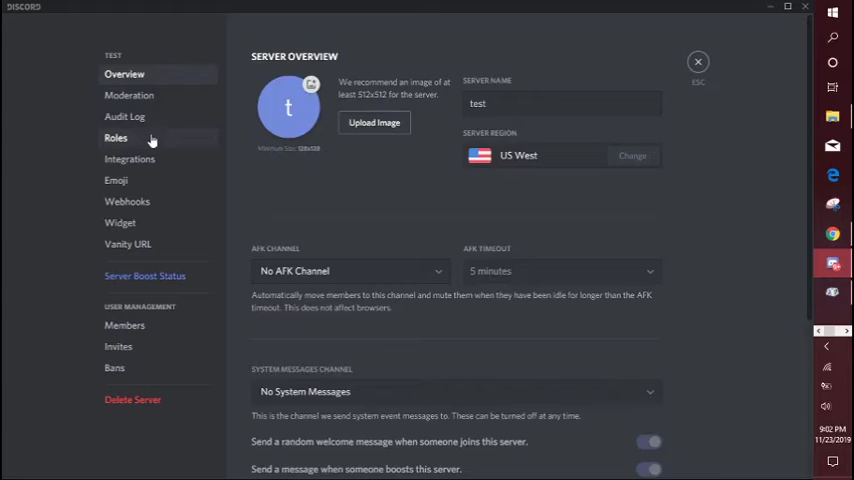 DISCORD
TEST
Overview
Moderation
Audit Log
Roles
Integrations
Emoji
Webhooks
Widget
Vanity URL
Server Boost Status
USER MANAGEMENT
Members
Invites
Bans
Delete Server
SERVER OVERVIEW
t
Minimum Size: 128x128
We recommend an image of at
least 512x512 for the server.
Upload Image
SERVER NAME
test
SERVER REGION
US West
Change
ESC
AFK CHANNEL
No AFK Channel
AFK TIMEOUT
5 minutes
Automatically move members to this channel and mute them when they have been idle for longer than the AFK
timeout. This does not affect browsers.
SYSTEM MESSAGES CHANNEL
No System Messages
This is the channel we send system event messages to. These can be turned off at any time.
Send a random welcome message when someone joins this server.
Send a message when someone boosts this server.
9:02 PM
11/23/2019